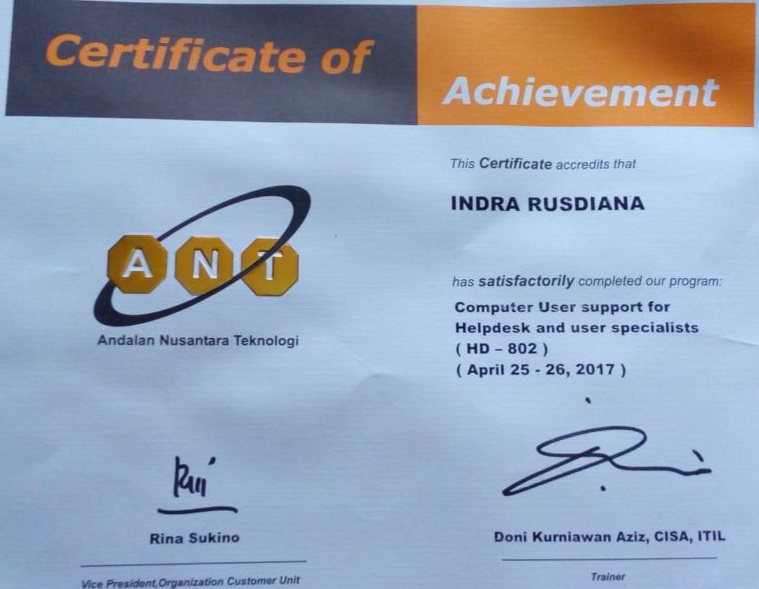 Certificate of
Achievement
This Certificate accredits that
INDRA RUSDIANA
A N T
Andalan Nusantara Teknologi
has satisfactorily completed our program:
Computer User support for
Helpdesk and user specialists
( HD – 802 )
( April 25 - 26, 2017 )
Rina Sukino
Vice President,Organization Customer Unit
Doni Kurniawan Aziz, CISA, ITIL
Trainer